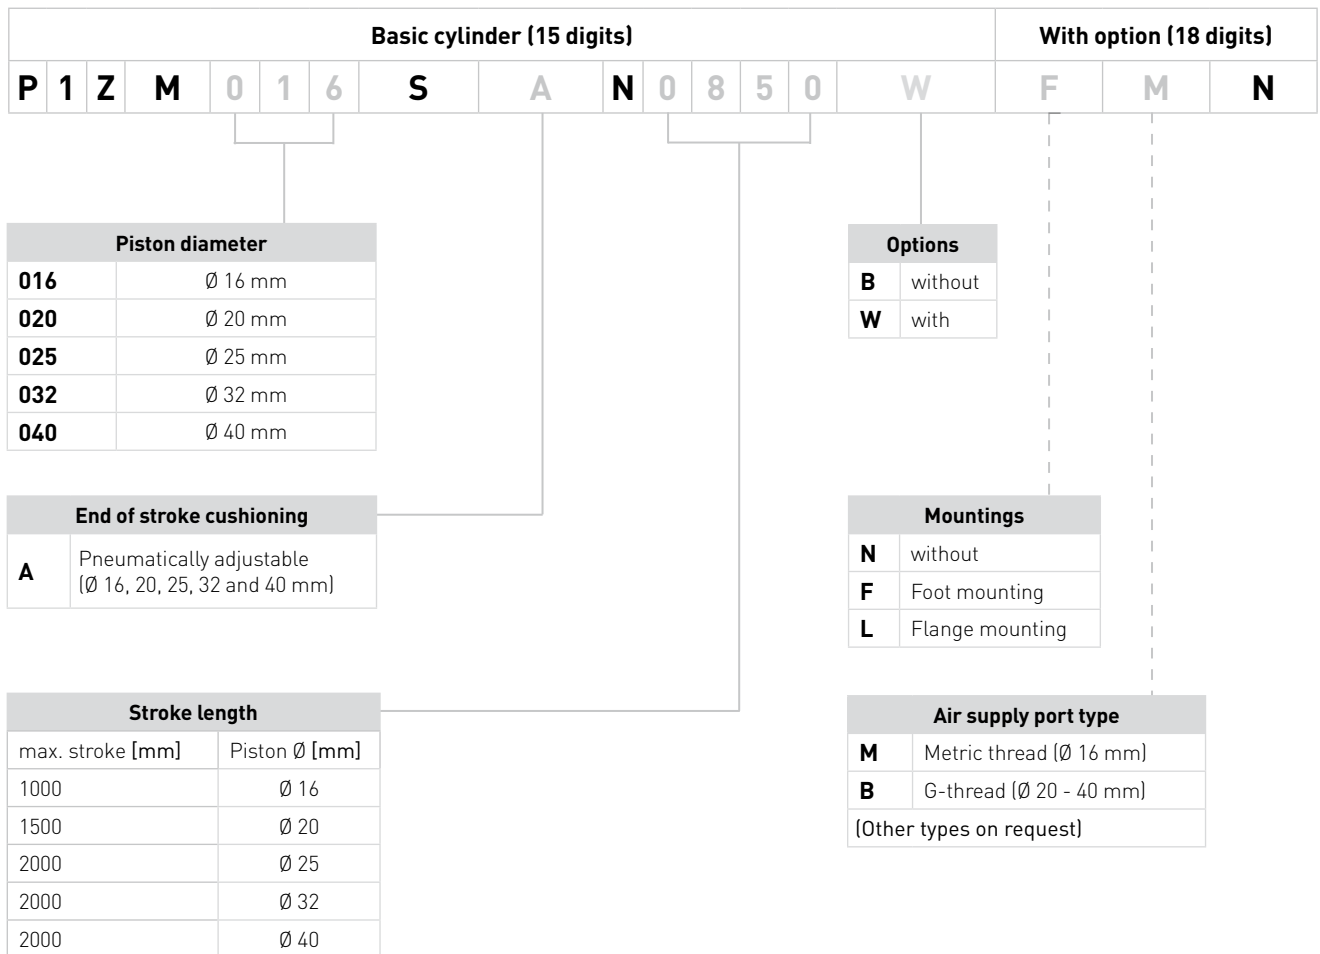 Basic cylinder (15 digits) With option (18 digits)
P 1 Z M 0 1 6 S A N 0 8 5 0 W F M N
Piston diameter
016 Ø 16 mm
020 Ø 20 mm
025 Ø 25 mm
032 Ø 32 mm
040 Ø 40 mm
Options
B without
W with
End of stroke cushioning
A Pneumatically adjustable
(Ø 16, 20, 25, 32 and 40 mm)
Mountings
N without
F Foot mounting
L Flange mounting
Stroke length
max. stroke [mm] Piston Ø [mm]
1000 Ø 16
1500 Ø 20
2000 Ø 25
2000 Ø 32
2000 Ø 40
Air supply port type
M Metric thread (Ø 16 mm)
B G-thread (Ø 20 - 40 mm)
(Other types on request)